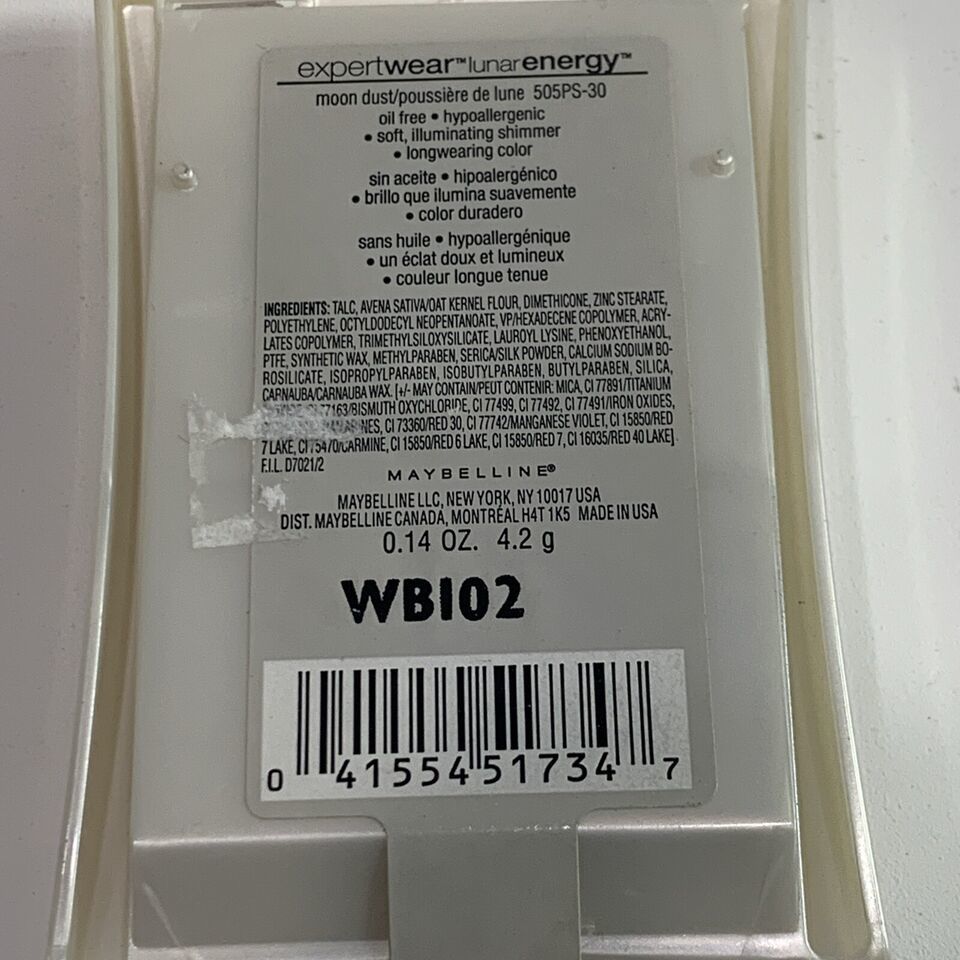 expertwear™lunarenergy™
moon dust/poussière de lune 505PS-30
oil free • hypoallergenic
• soft, illuminating shimmer
• longwearing color
sin aceite • hipoalergénico
• brillo que ilumina suavemente
• color duradero
sans huile • hypoallergénique
• un éclat doux et lumineux
• couleur longue tenue
INGREDIENTS: TALC, AVENA SATIVA/OAT KERNEL FLOUR, DIMETHICONE, ZINC STEARATE,
POLYETHYLENE, OCTYLDODECYL NEOPENTANOATE, VP/HEXADECENE COPOLYMER, ACRY-
LATES COPOLYMER, TRIMETHYLSILOXYSILICATE, LAUROYL LYSINE, PHENOXYETHANOL,
PTFE, SYNTHETIC WAX, METHYLPARABEN, SERICA/SILK POWDER, CALCIUM SODIUM BO-
ROSILICATE, ISOPROPYLPARABEN, ISOBUTYLPARABEN, BUTYLPARABEN, SILICA,
CARNAUBA/CARNAUBA WAX. [+/- MAY CONTAIN/PEUT CONTENIR: MICA, CI 77891/TITANIUM
CI 77163/BISMUTH OXYCHLORIDE, CI 77499, CI 77492, CI 77491/IRON OXIDES,
CI 73360/RED 30, CI 77742/MANGANESE VIOLET, CI 15850/RED
7 LAKE, CI 75470/CARMINE, CI 15850/RED 6 LAKE, CI 15850/RED 7, CI 16035/RED 40 LAKE]
F.I.L. D7021/2
MAYBELLINE®
MAYBELLINE LLC, NEW YORK, NY 10017 USA
DIST. MAYBELLINE CANADA, MONTRÉAL H4T 1K5 MADE IN USA
0.14 OZ. 4.2 g
WBI02
0 41554 51734 7